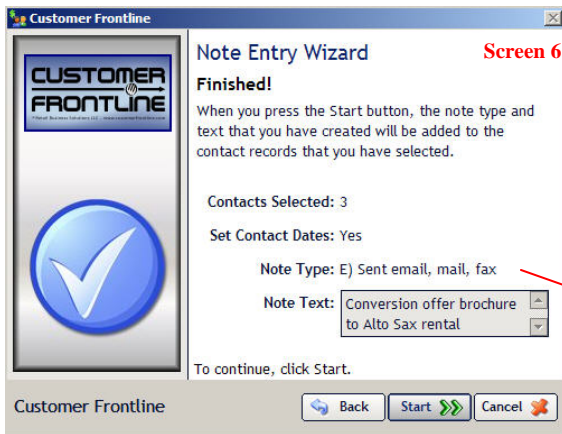 Customer Frontline
CUSTOMER
FRONTLINE
Note Entry Wizard
Screen 6
Finished!
When you press the Start button, the note type and
text that you have created will be added to the
contact records that you have selected.
Contacts Selected: 3
Set Contact Dates: Yes
Note Type: E) Sent email, mail, fax
Note Text: Conversion offer brochure
to Alto Sax rental
To continue, click Start.
Customer Frontline
Back
Start
Cancel